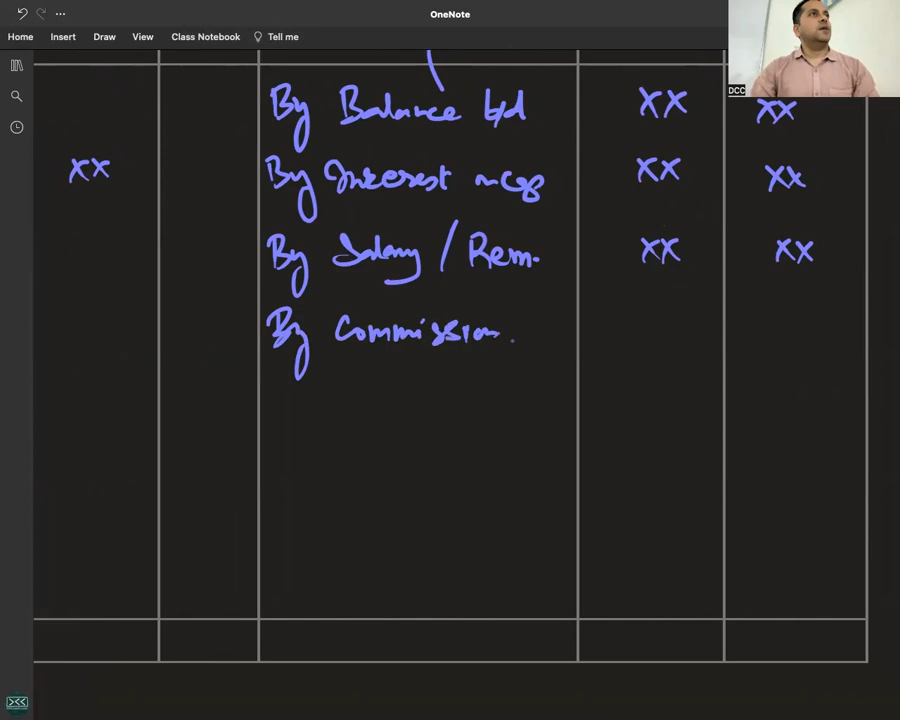 OneNote
Home Insert Draw View Class Notebook Tell me
DCC
By Balance b/d XX XX
XX By Interest on cap XX XX
By Salary / Rem. XX XX
By Commission